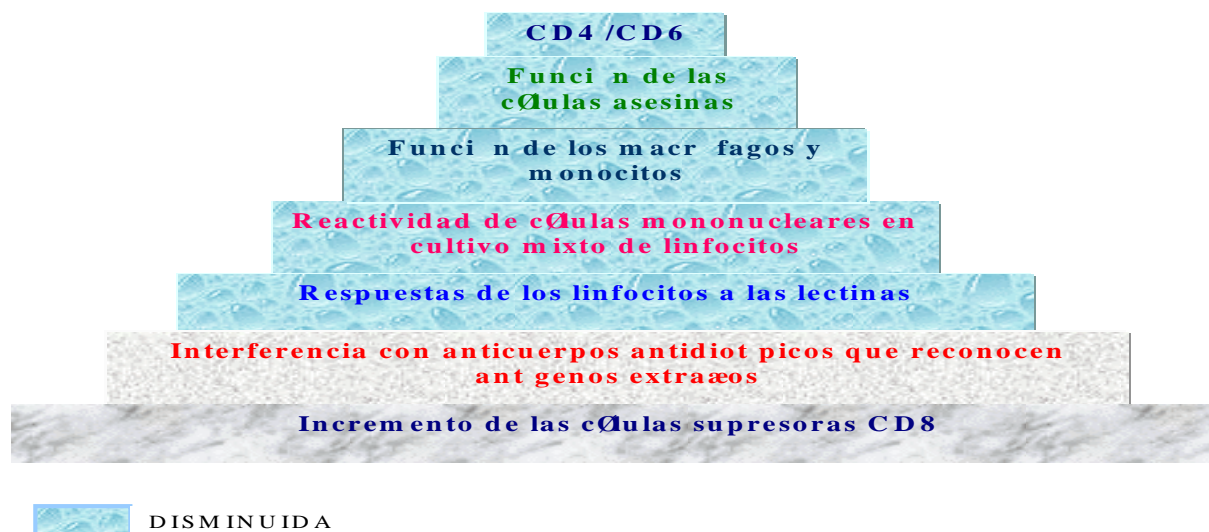 CD4 /CD6
Funci n de las
cØlulas asesinas
Funci n de los macr fagos y
monocitos
Reactividad de cØlulas mononucleares en
cultivo mixto de linfocitos
Respuestas de los linfocitos a las lectinas
Interferencia con anticuerpos antidiot picos que reconocen
ant genos extraæos
Incremento de las cØlulas supresoras CD8
DISMINUIDA